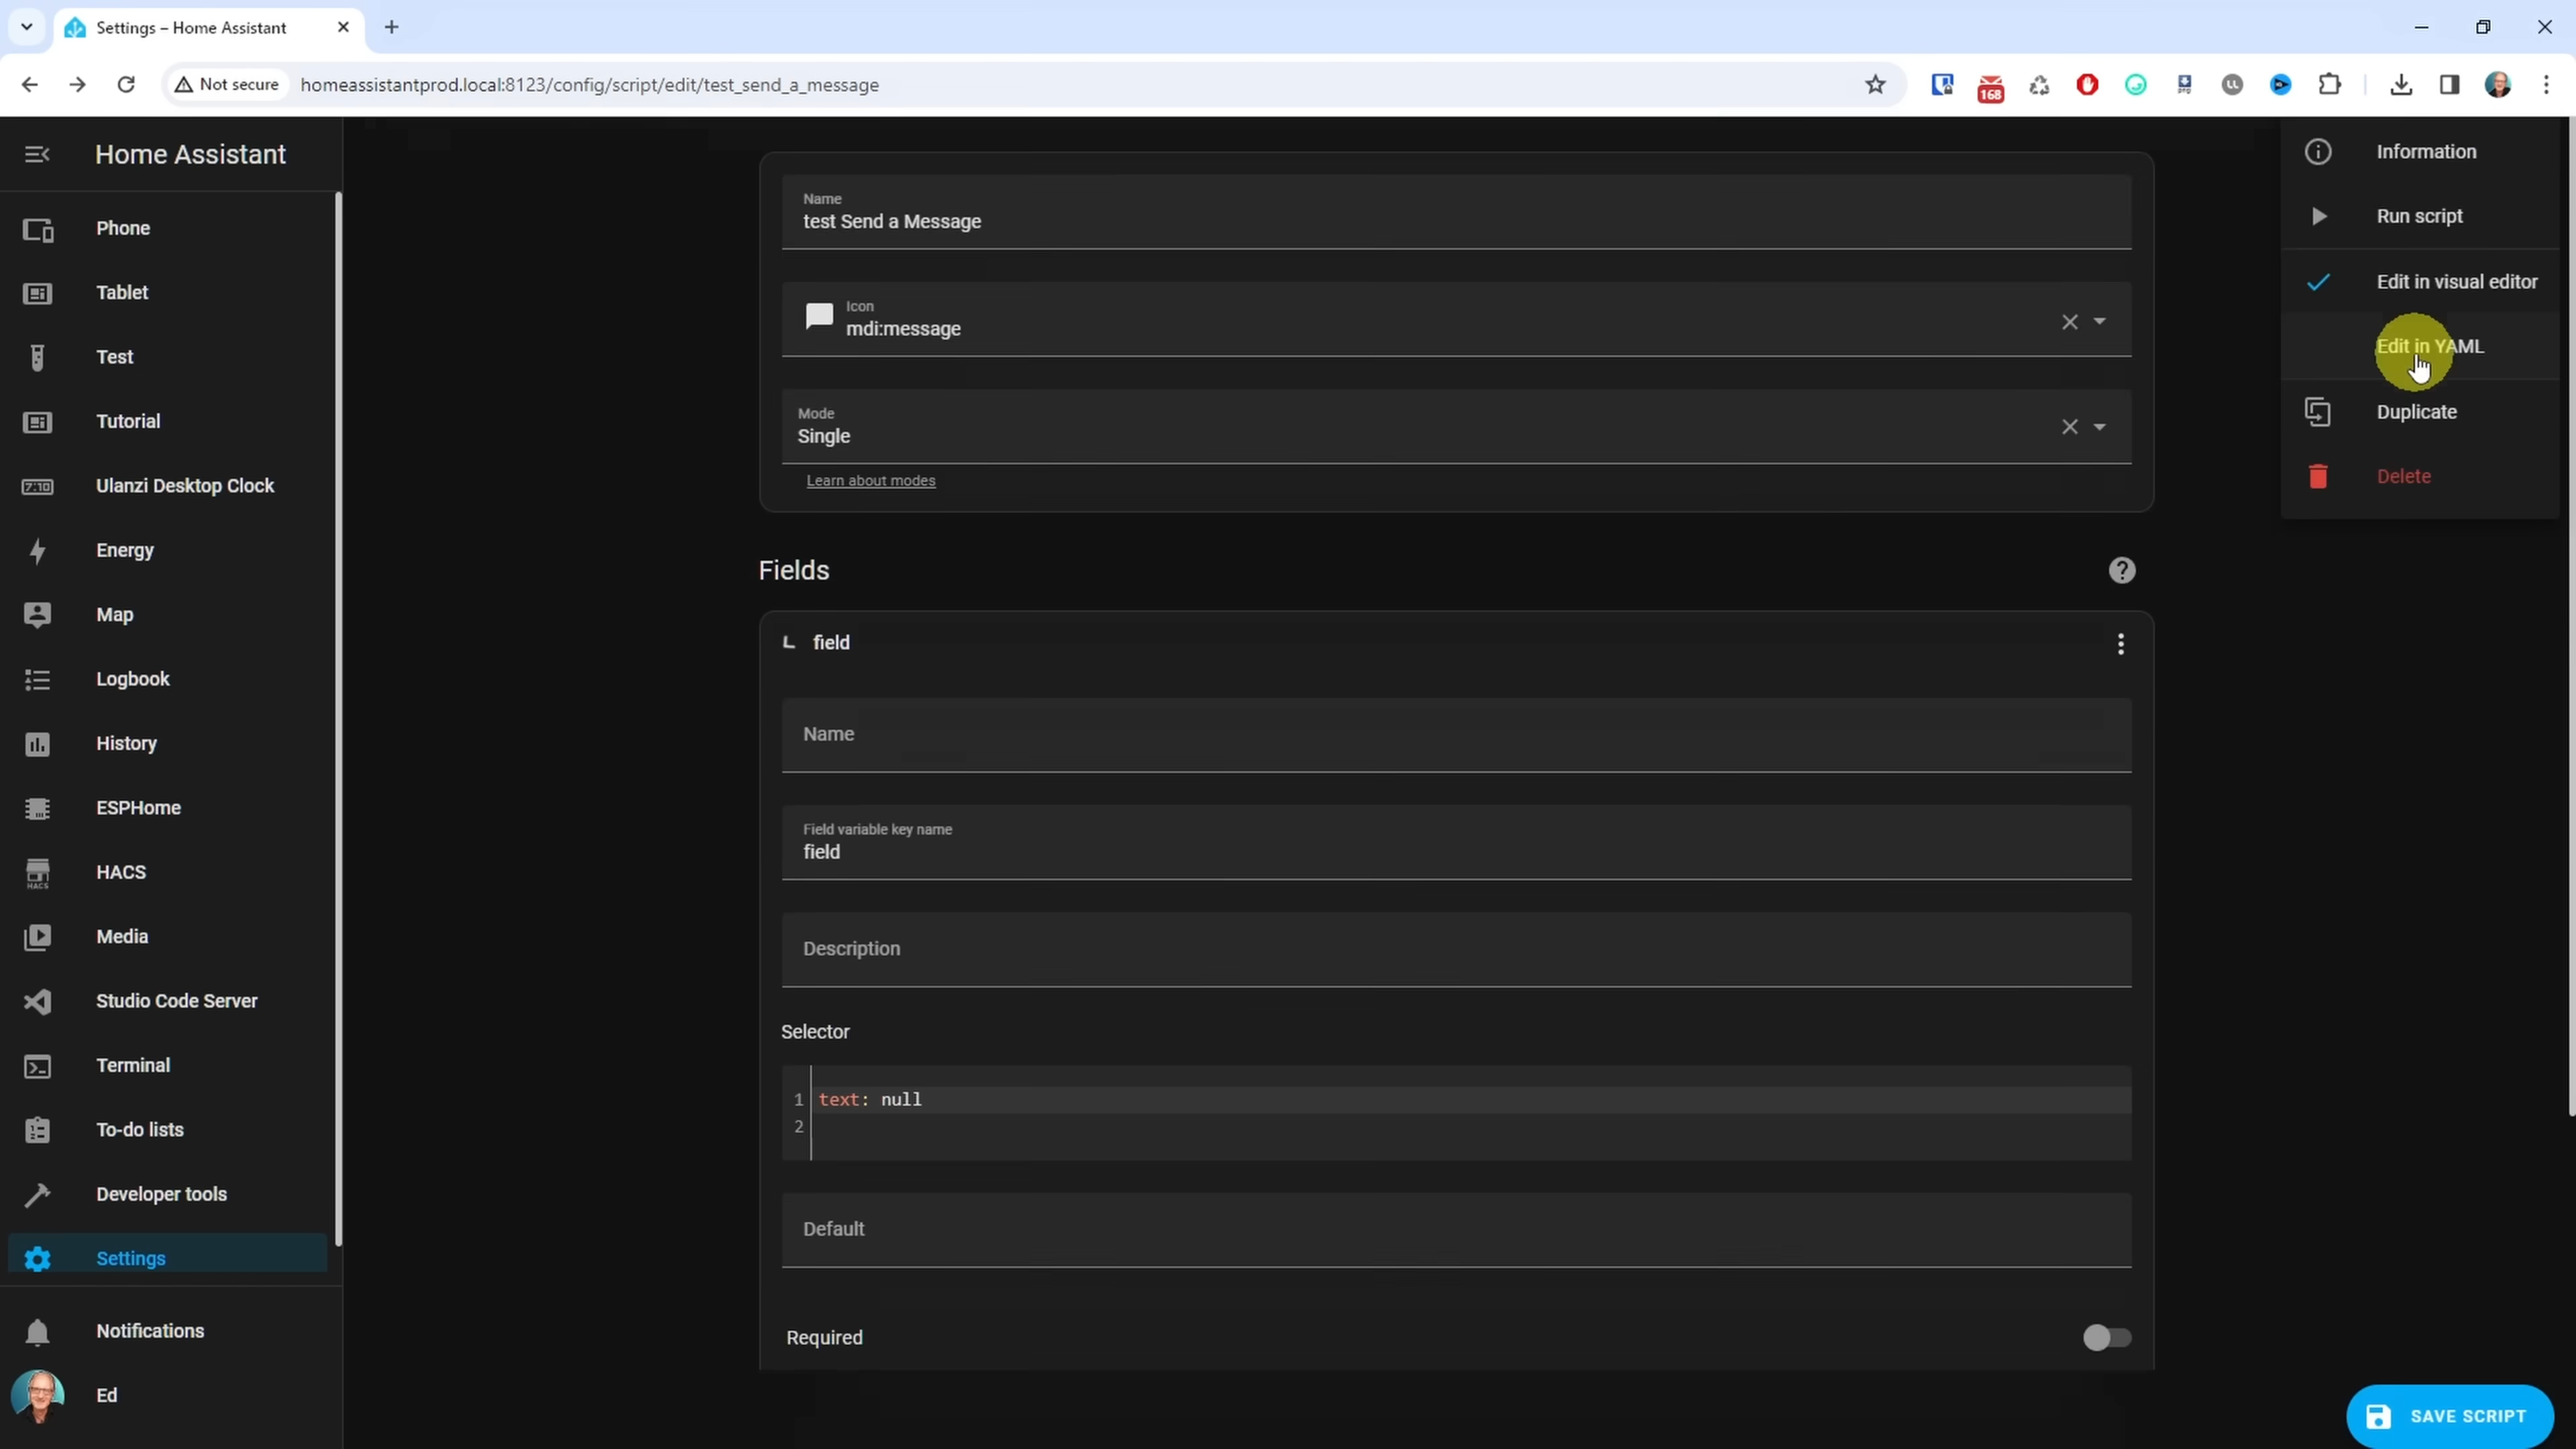 Settings – Home Assistant
Not secure
homeassistantprod.local:8123/config/script/edit/test_send_a_message
168
Home Assistant
Phone
Tablet
Test
Tutorial
7:10
Ulanzi Desktop Clock
Energy
Map
Logbook
History
ESPHome
HACS
HACS
Media
Studio Code Server
Terminal
To-do lists
Developer tools
Settings
Notifications
Ed
Name
test Send a Message
Icon
mdi:message
Mode
Single
Learn about modes
Fields
field
Name
Field variable key name
field
Description
Selector
1 text: null
2
Default
Required
Information
Run script
Edit in visual editor
Edit in YAML
Duplicate
Delete
SAVE SCRIPT